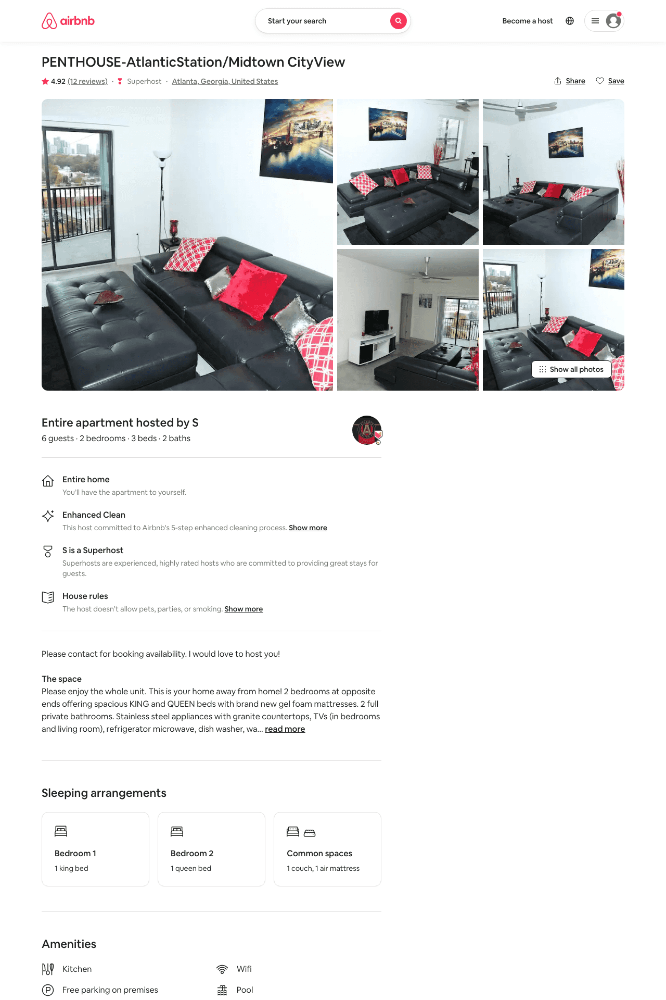 airbnb
Start your search
Become a host
PENTHOUSE-AtlanticStation/Midtown CityView
4.92 (12 reviews) · Superhost · Atlanta, Georgia, United States
Share
Save
Show all photos
Entire apartment hosted by S
6 guests · 2 bedrooms · 3 beds · 2 baths
Entire home
You’ll have the apartment to yourself.
Enhanced Clean
This host committed to Airbnb's 5-step enhanced cleaning process. Show more
S is a Superhost
Superhosts are experienced, highly rated hosts who are committed to providing great stays for
guests.
House rules
The host doesn’t allow pets, parties, or smoking. Show more
Please contact for booking availability. I would love to host you!
The space
Please enjoy the whole unit. This is your home away from home! 2 bedrooms at opposite
ends offering spacious KING and QUEEN beds with brand new gel foam mattresses. 2 full
private bathrooms. Stainless steel appliances with granite countertops, TVs (in bedrooms
and living room), refrigerator microwave, dish washer, wa... read more
Sleeping arrangements
Bedroom 1
1 king bed
Bedroom 2
1 queen bed
Common spaces
1 couch, 1 air mattress
Amenities
Kitchen
Wifi
Free parking on premises
Pool